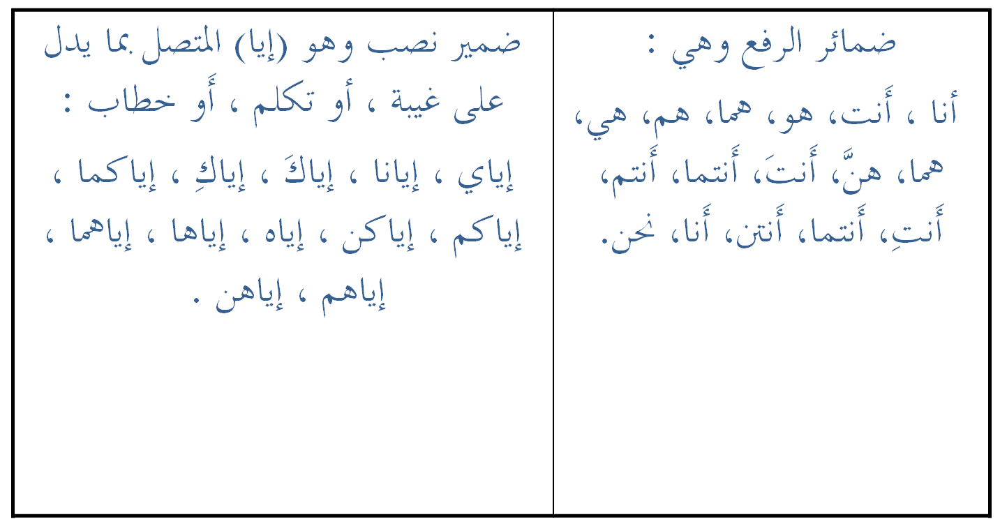 ضمائر الرفع وهي :
أنا ، أَنت، هو، هما، هم، هي،
هما، هنَّ، أَنتَ، أَنتما، أَنتم،
أَنتِ، أَنتما، أَنتن، أَنا، نحن.
ضمير نصب وهو (إيا) المتصل بما يدل
على غيبة ، أو تكلم ، أَو خطاب :
إياي ، إيانا ، إياكَ ، إياكِ ، إياكما ،
إياكم ، إياكن ، إياه ، إياها ، إياهما ،
إياهم ، إياهن .